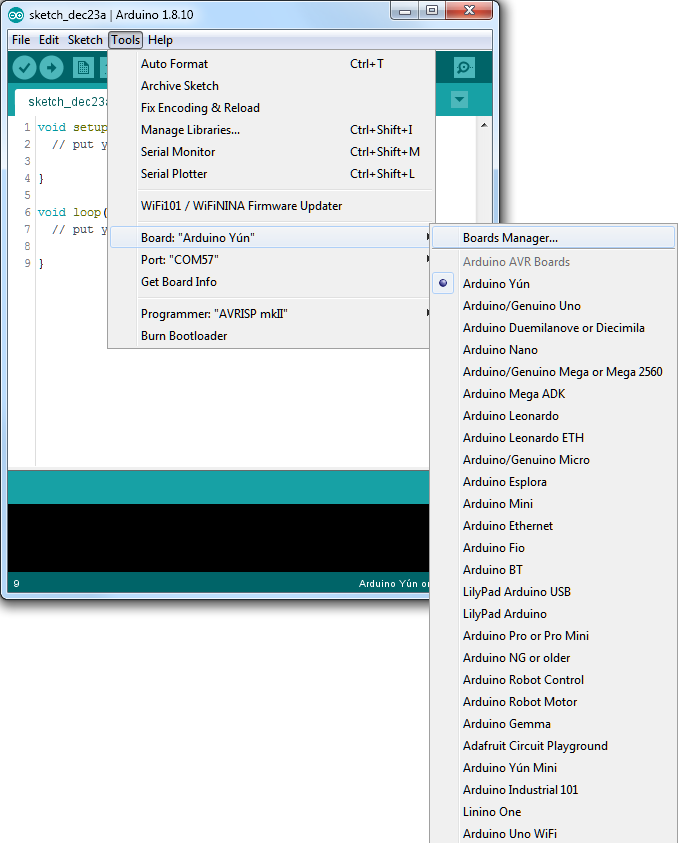 sketch_dec23a | Arduino 1.8.10
File Edit Sketch Tools Help
sketch_dec23a
1 void setup
2 // put y
3
4 }
5
6 void loop(
7 // put y
8
9 }
Auto Format Ctrl+T
Archive Sketch
Fix Encoding & Reload
Manage Libraries... Ctrl+Shift+I
Serial Monitor Ctrl+Shift+M
Serial Plotter Ctrl+Shift+L
WiFi101 / WiFiNINA Firmware Updater
Board: "Arduino Yún"
Port: "COM57"
Get Board Info
Programmer: "AVRISP mkII"
Burn Bootloader
Boards Manager...
Arduino AVR Boards
Arduino Yún
Arduino/Genuino Uno
Arduino Duemilanove or Diecimila
Arduino Nano
Arduino/Genuino Mega or Mega 2560
Arduino Mega ADK
Arduino Leonardo
Arduino Leonardo ETH
Arduino/Genuino Micro
Arduino Esplora
Arduino Mini
Arduino Ethernet
Arduino Fio
Arduino BT
LilyPad Arduino USB
LilyPad Arduino
Arduino Pro or Pro Mini
Arduino NG or older
Arduino Robot Control
Arduino Robot Motor
Arduino Gemma
Adafruit Circuit Playground
Arduino Yún Mini
Arduino Industrial 101
Linino One
Arduino Uno WiFi
9 Arduino Yún on